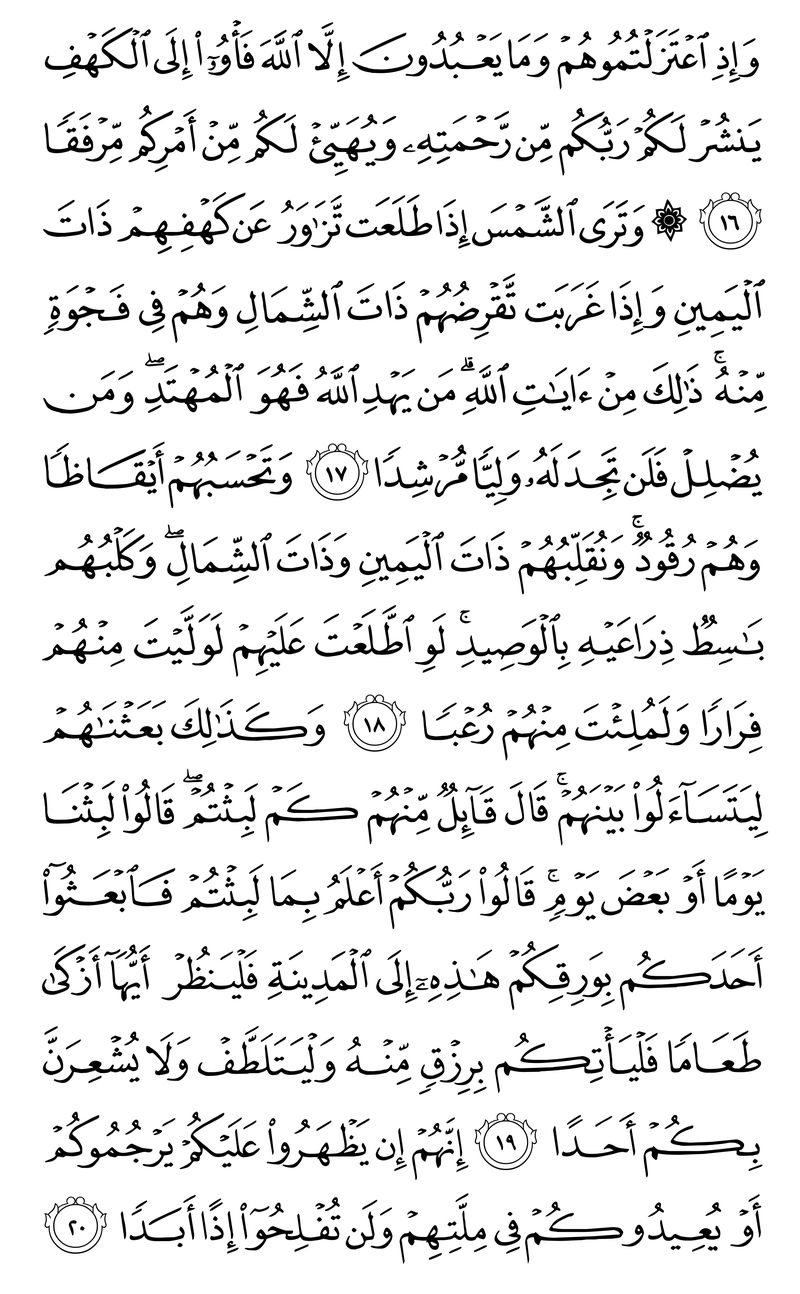 وَإِذِ ٱعۡتَزَلۡتُمُوهُمۡ وَمَا يَعۡبُدُونَ إِلَّا ٱللَّهَ فَأۡوُۥٓاْ إِلَى ٱلۡكَهۡفِ
يَنشُرۡ لَكُمۡ رَبُّكُم مِّن رَّحۡمَتِهِۦ وَيُهَيِّئۡ لَكُم مِّنۡ أَمۡرِكُم مِّرۡفَقٗا
١٦ ۞ وَتَرَى ٱلشَّمۡسَ إِذَا طَلَعَت تَّزَٰوَرُ عَن كَهۡفِهِمۡ ذَاتَ
ٱلۡيَمِينِ وَإِذَا غَرَبَت تَّقۡرِضُهُمۡ ذَاتَ ٱلشِّمَالِ وَهُمۡ فِي فَجۡوَةٖ
مِّنۡهُۚ ذَٰلِكَ مِنۡ ءَايَٰتِ ٱللَّهِۗ مَن يَهۡدِ ٱللَّهُ فَهُوَ ٱلۡمُهۡتَدِۖ وَمَن
يُضۡلِلۡ فَلَن تَجِدَ لَهُۥ وَلِيّٗا مُّرۡشِدٗا ١٧ وَتَحۡسَبُهُمۡ أَيۡقَاظٗا
وَهُمۡ رُقُودٞۚ وَنُقَلِّبُهُمۡ ذَاتَ ٱلۡيَمِينِ وَذَاتَ ٱلشِّمَالِۖ وَكَلۡبُهُم
بَٰسِطٞ ذِرَاعَيۡهِ بِٱلۡوَصِيدِۚ لَوِ ٱطَّلَعۡتَ عَلَيۡهِمۡ لَوَلَّيۡتَ مِنۡهُمۡ
فِرَارٗا وَلَمُلِئۡتَ مِنۡهُمۡ رُعۡبٗا ١٨ وَكَذَٰلِكَ بَعَثۡنَٰهُمۡ
لِيَتَسَآءَلُواْ بَيۡنَهُمۡۚ قَالَ قَآئِلٞ مِّنۡهُمۡ كَمۡ لَبِثۡتُمۡۖ قَالُواْ لَبِثۡنَا
يَوۡمًا أَوۡ بَعۡضَ يَوۡمٖۚ قَالُواْ رَبُّكُمۡ أَعۡلَمُ بِمَا لَبِثۡتُمۡ فَٱبۡعَثُوٓاْ
أَحَدَكُم بِوَرِقِكُمۡ هَٰذِهِۦٓ إِلَى ٱلۡمَدِينَةِ فَلۡيَنظُرۡ أَيُّهَآ أَزۡكَىٰ
طَعَامٗا فَلۡيَأۡتِكُم بِرِزۡقٖ مِّنۡهُ وَلۡيَتَلَطَّفۡ وَلَا يُشۡعِرَنَّ
بِكُمۡ أَحَدًا ١٩ إِنَّهُمۡ إِن يَظۡهَرُواْ عَلَيۡكُمۡ يَرۡجُمُوكُمۡ
أَوۡ يُعِيدُوكُمۡ فِي مِلَّتِهِمۡ وَلَن تُفۡلِحُوٓاْ إِذًا أَبَدٗا ٢٠